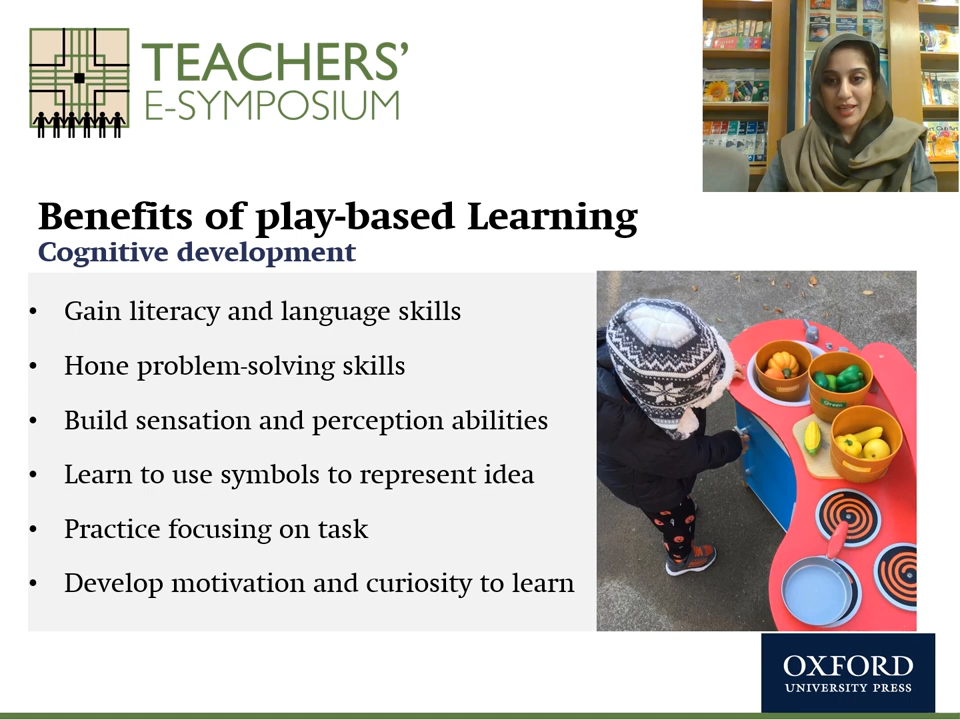 TEACHERS'
E-SYMPOSIUM
Benefits of play-based Learning
Cognitive development
• Gain literacy and language skills
• Hone problem-solving skills
• Build sensation and perception abilities
• Learn to use symbols to represent idea
• Practice focusing on task
• Develop motivation and curiosity to learn
Green
OXFORD
UNIVERSITY PRESS